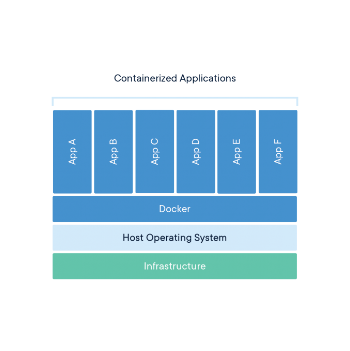 Containerized Applications
App A
App B
App C
App D
App E
App F
Docker
Host Operating System
Infrastructure